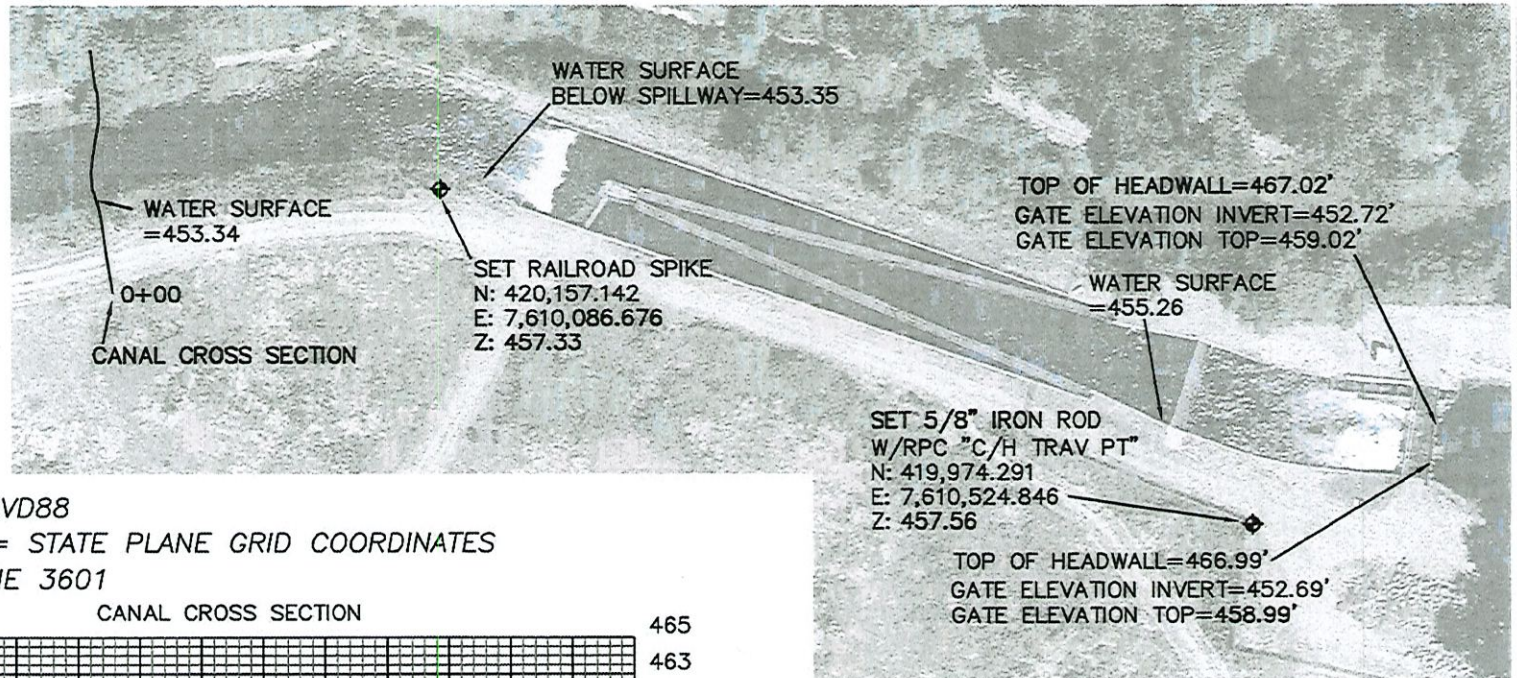 WATER SURFACE
BELOW SPILLWAY=453.35
WATER SURFACE
=453.34
0+00
CANAL CROSS SECTION
SET RAILROAD SPIKE
N: 420,157.142
E: 7,610,086.676
Z: 457.33
TOP OF HEADWALL=467.02'
GATE ELEVATION INVERT=452.72'
GATE ELEVATION TOP=459.02'
WATER SURFACE
=455.26
SET 5/8" IRON ROD
W/RPC "C/H TRAV PT"
N: 419,974.291
E: 7,610,524.846
Z: 457.56
TOP OF HEADWALL=466.99'
GATE ELEVATION INVERT=452.69'
GATE ELEVATION TOP=458.99'
VD88
= STATE PLANE GRID COORDINATES
NE 3601
CANAL CROSS SECTION
465
463